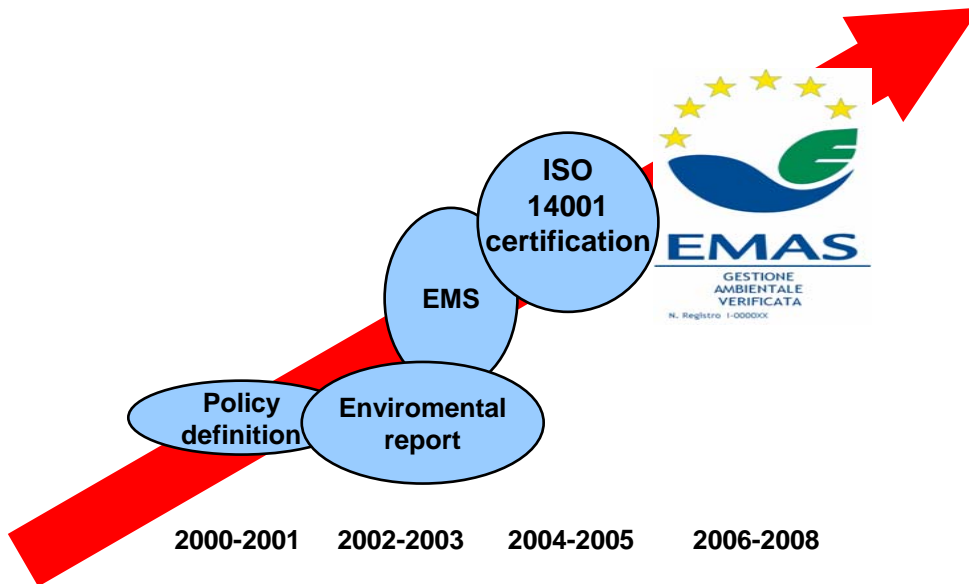 ISO
14001
certification
EMAS
GESTIONE
AMBIENTALE
VERIFICATA
N. Registro I-0000XX
EMS
Policy
definition
Enviromental
report
2000-2001 2002-2003 2004-2005 2006-2008